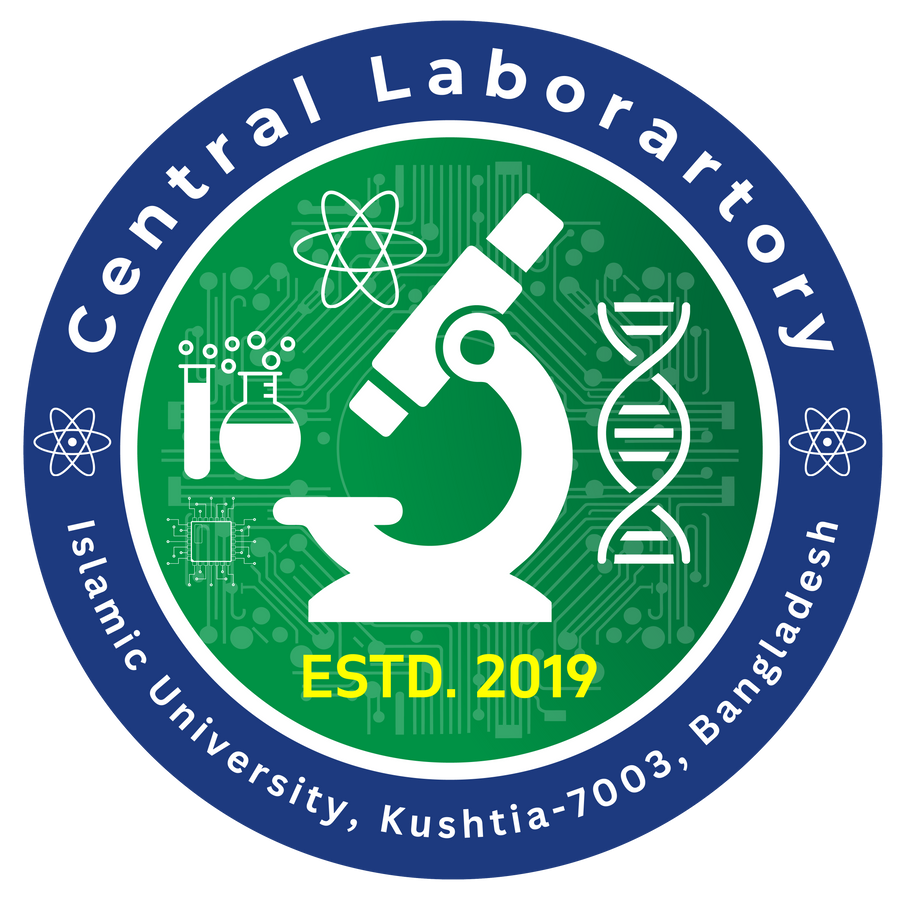 Central Laborartory
ESTD. 2019
Islamic University, Kushtia-7003, Bangladesh